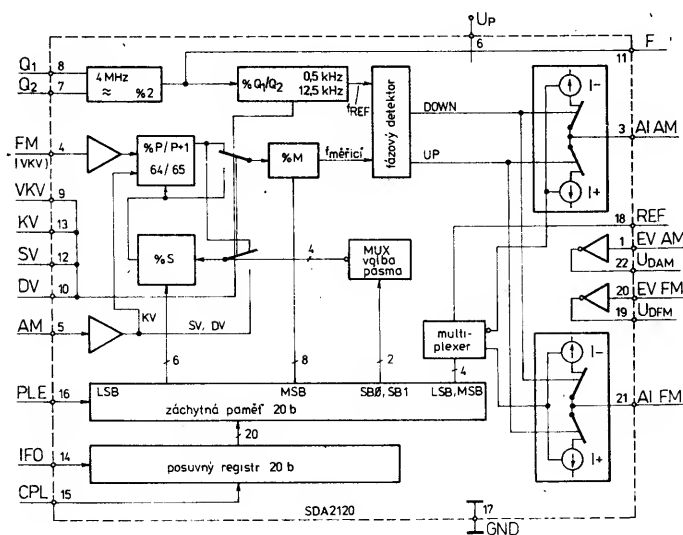 Up
6
F
11
Q1 8
Q2 7
4 MHz
≈ %2
%Q1/Q2
0,5 kHz
12,5 kHz
fREF
fázový detektor
DOWN
UP
I-
I+
3 AI AM
FM 4
(VKV)
%P/P+1
64/65
%M
fměřicí
VKV 9
KV 13
SV 12
DV 10
AM 5
%S
4
MUX
volba
pásma
KV
SV, DV
18 REF
1 EV AM
22 UDAM
20 EV FM
19 UDFM
multi-
plexer
6
8
2
4
I-
I+
21 AI FM
PLE 16
LSB
MSB
SBØ, SB1
LSB, MSB
záchytná paměť 20 b
20
IFO 14
posuvný registr 20 b
CPL 15
SDA2120
17
GND